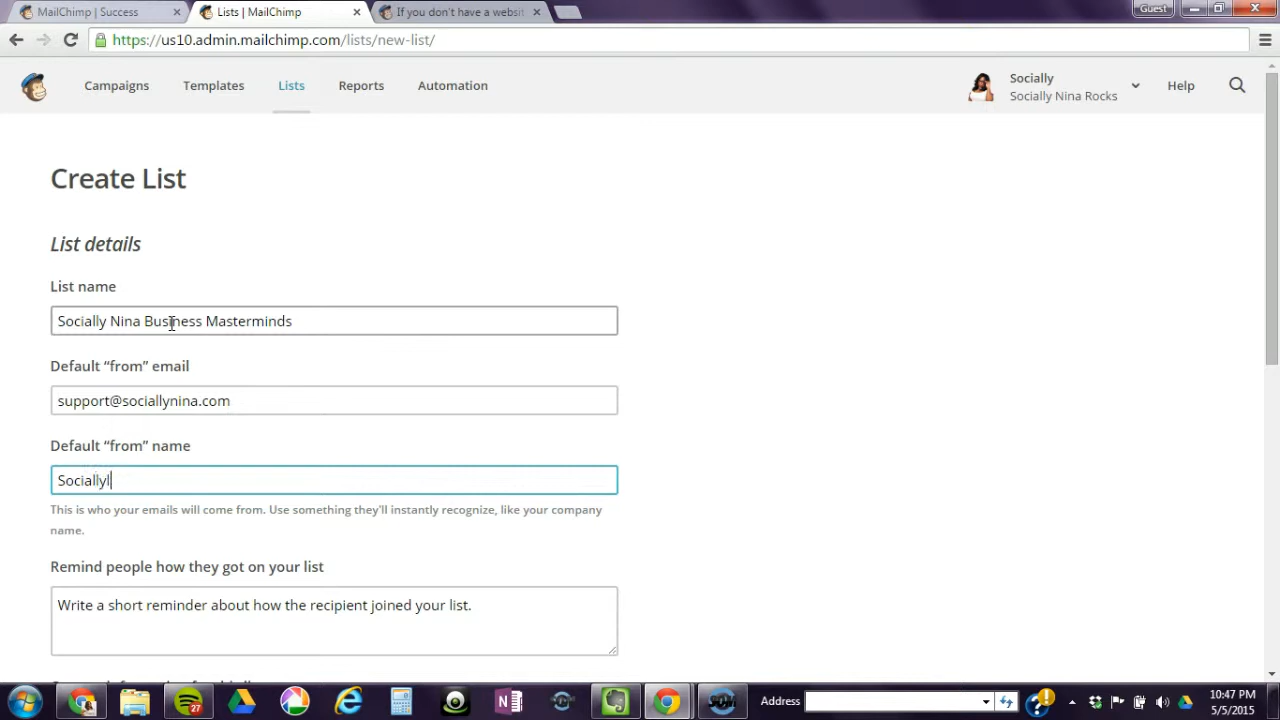 MailChimp | Success
Lists | MailChimp
If you don't have a websit
Guest
https://us10.admin.mailchimp.com/lists/new-list/
Campaigns
Templates
Lists
Reports
Automation
Socially
Socially Nina Rocks
Help
Create List
List details
List name
Socially Nina Business Masterminds
Default “from” email
support@sociallynina.com
Default “from” name
Sociallyl
This is who your emails will come from. Use something they'll instantly recognize, like your company
name.
Remind people how they got on your list
Write a short reminder about how the recipient joined your list.
27
Address
10:47 PM
5/5/2015